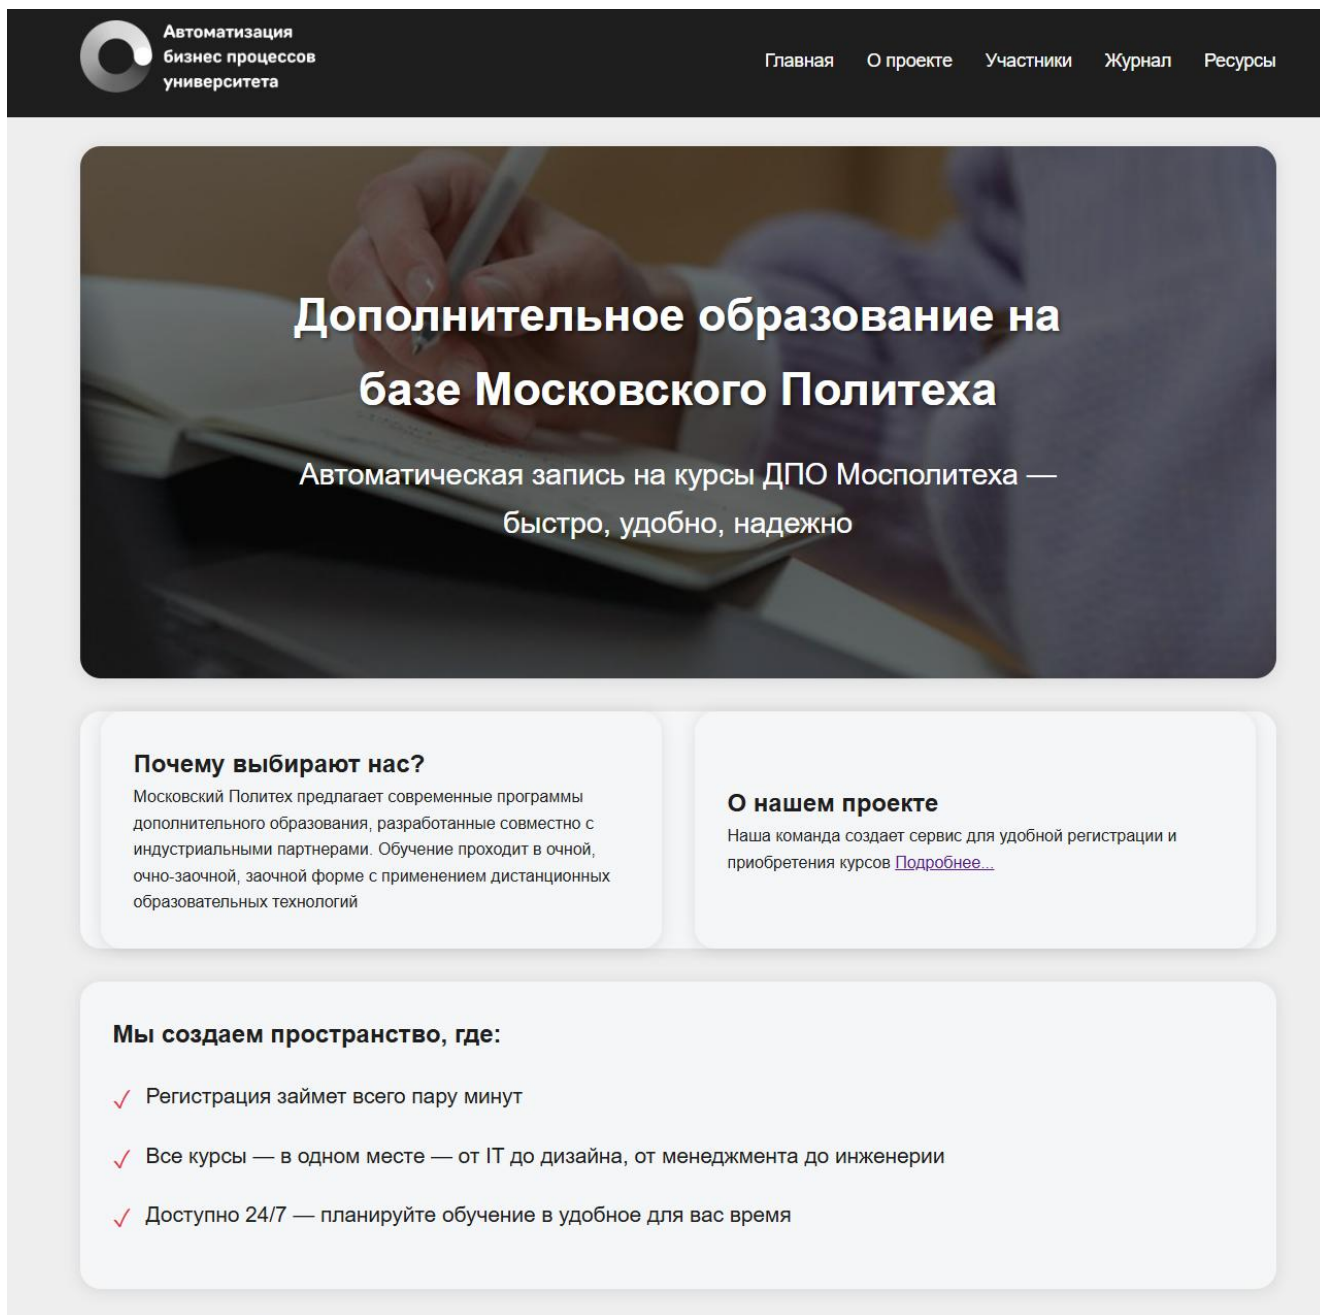 Автоматизация
бизнес процессов
университета
Главная О проекте Участники Журнал Ресурсы
Дополнительное образование на
базе Московского Политеха
Автоматическая запись на курсы ДПО Мосполитеха —
быстро, удобно, надежно
Почему выбирают нас?
Московский Политех предлагает современные программы
дополнительного образования, разработанные совместно с
индустриальными партнерами. Обучение проходит в очной,
очно-заочной, заочной форме с применением дистанционных
образовательных технологий
О нашем проекте
Наша команда создает сервис для удобной регистрации и
приобретения курсов Подробнее...
Мы создаем пространство, где:
✓ Регистрация займет всего пару минут
✓ Все курсы — в одном месте — от IT до дизайна, от менеджмента до инженерии
✓ Доступно 24/7 — планируйте обучение в удобное для вас время